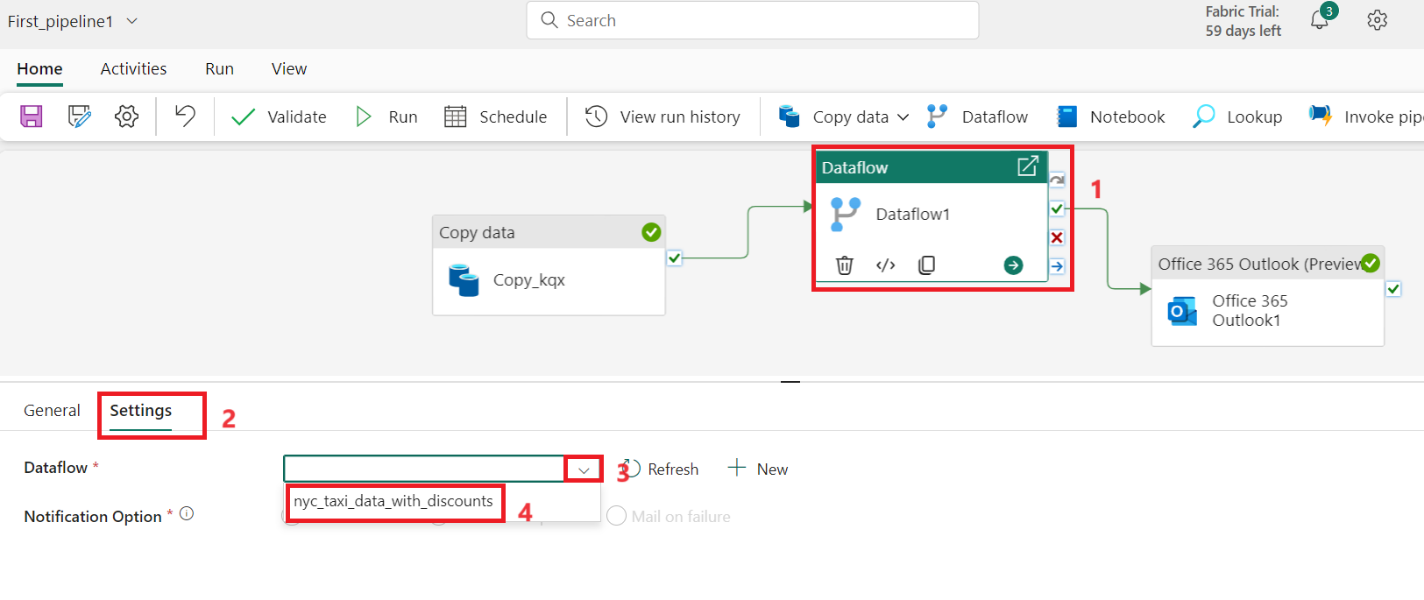 First_pipeline1
Search
Fabric Trial:
59 days left
3
Home
Activities
Run
View
Validate
Run
Schedule
View run history
Copy data
Dataflow
Notebook
Lookup
Invoke pip
Dataflow
1
Dataflow1
Copy data
Copy_kqx
Office 365 Outlook (Preview
Office 365
Outlook1
General
Settings
2
Dataflow *
3
Refresh
New
nyc_taxi_data_with_discounts
4
Notification Option *
Mail on failure